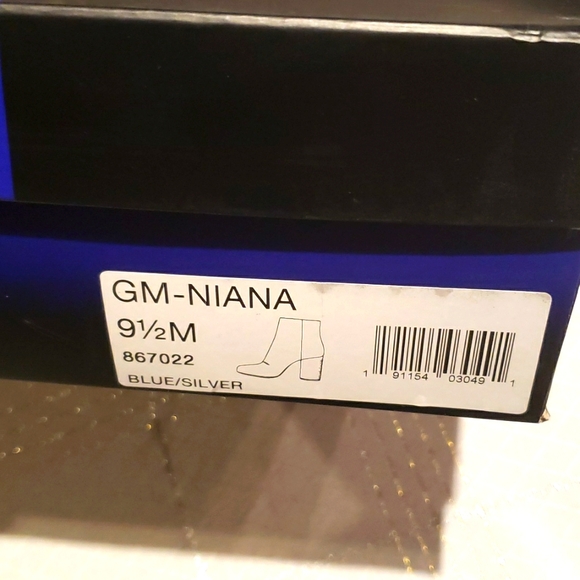 GM-NIANA
9½M
867022
BLUE/SILVER
1 91154 03049 1